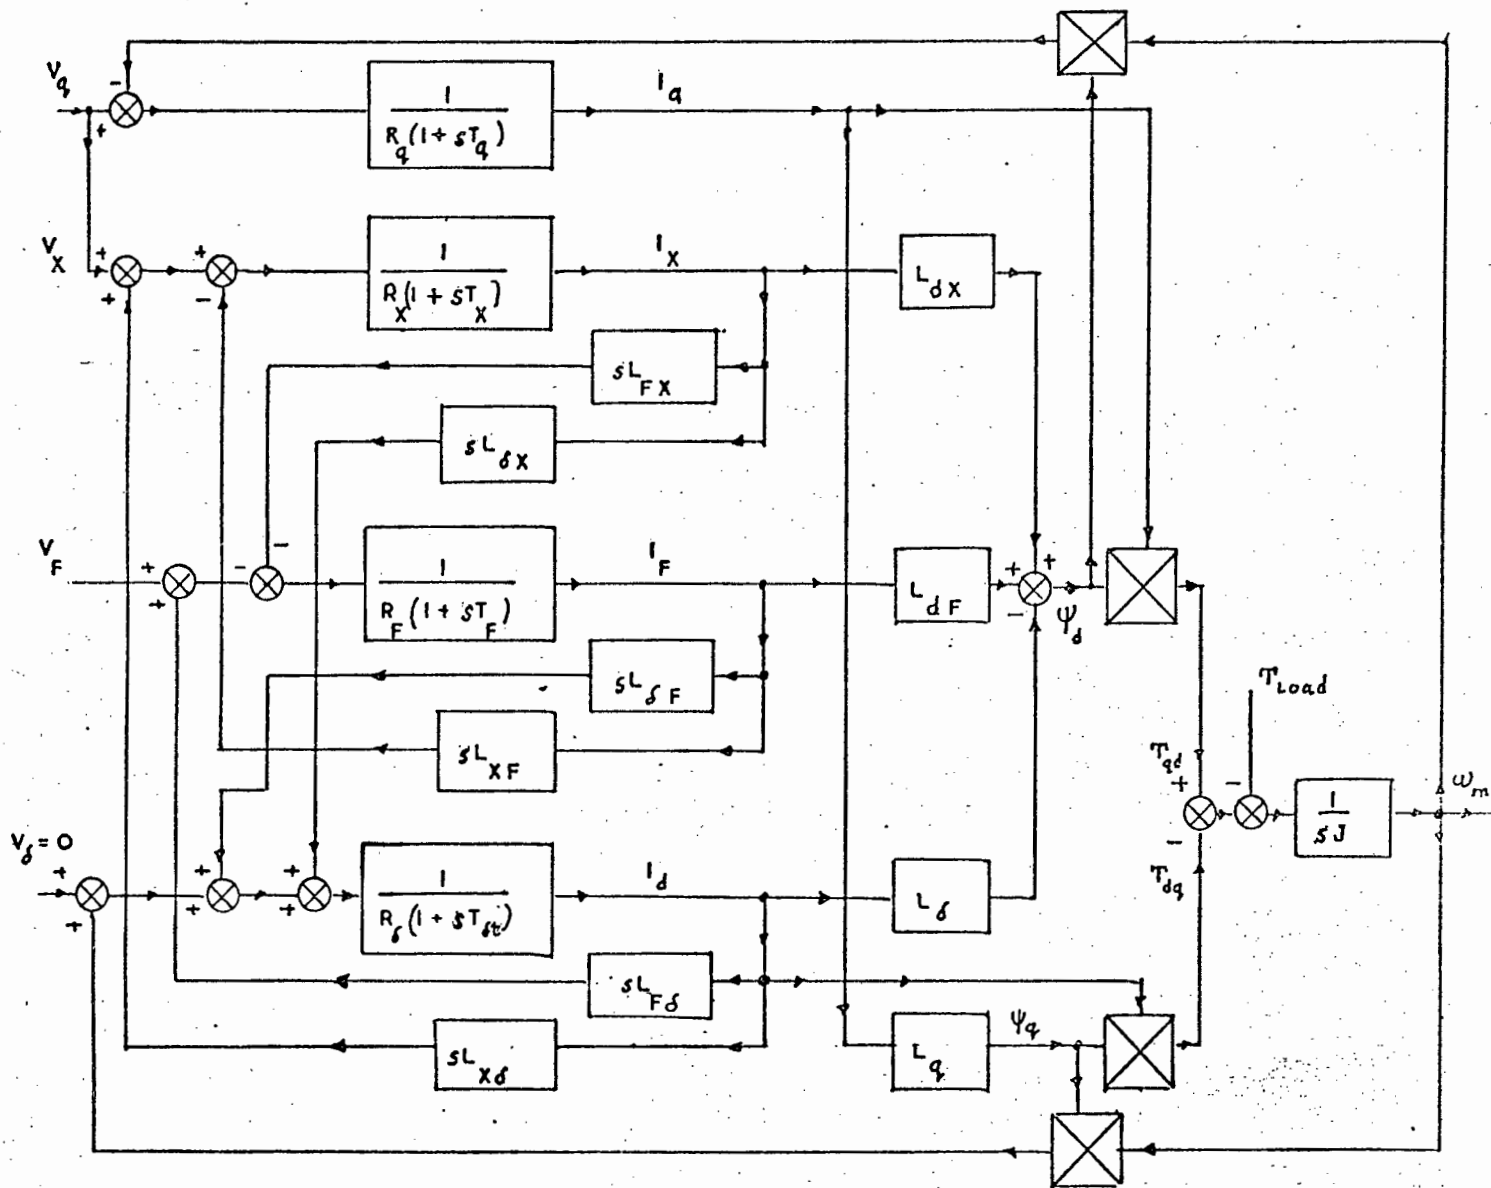 V_q
-
+
1
R_q(1 + sT_q)
I_q
V_X
+
+
+
-
1
R_X(1 + sT_X)
I_X
L_dX
sL_FX
sL_δX
V_F
+
+
-
-
1
R_F(1 + sT_F)
I_F
L_dF
+
+
-
ψ_d
sL_δF
sL_XF
T_Load
T_qd
+
-
1
sJ
ω_m
-
T_dq
V_δ=0
+
+
+
+
+
+
1
R_δ(1 + sT_δt)
I_d
L_δ
sL_Fδ
sL_Xδ
L_q
ψ_q